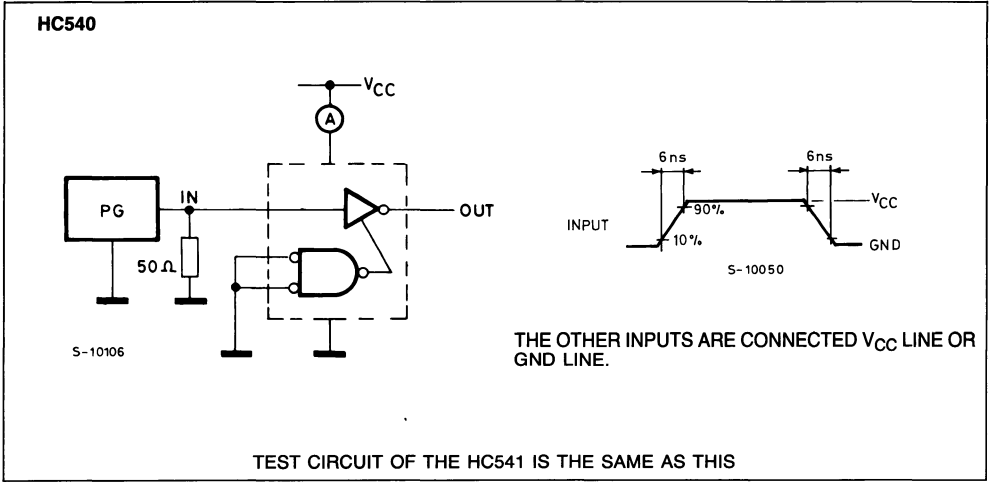 HC540
VCC
A
PG
IN
OUT
50Ω
S-10106
6ns
6ns
INPUT
90%
10%
VCC
GND
S-10050
THE OTHER INPUTS ARE CONNECTED VCC LINE OR
GND LINE.
TEST CIRCUIT OF THE HC541 IS THE SAME AS THIS